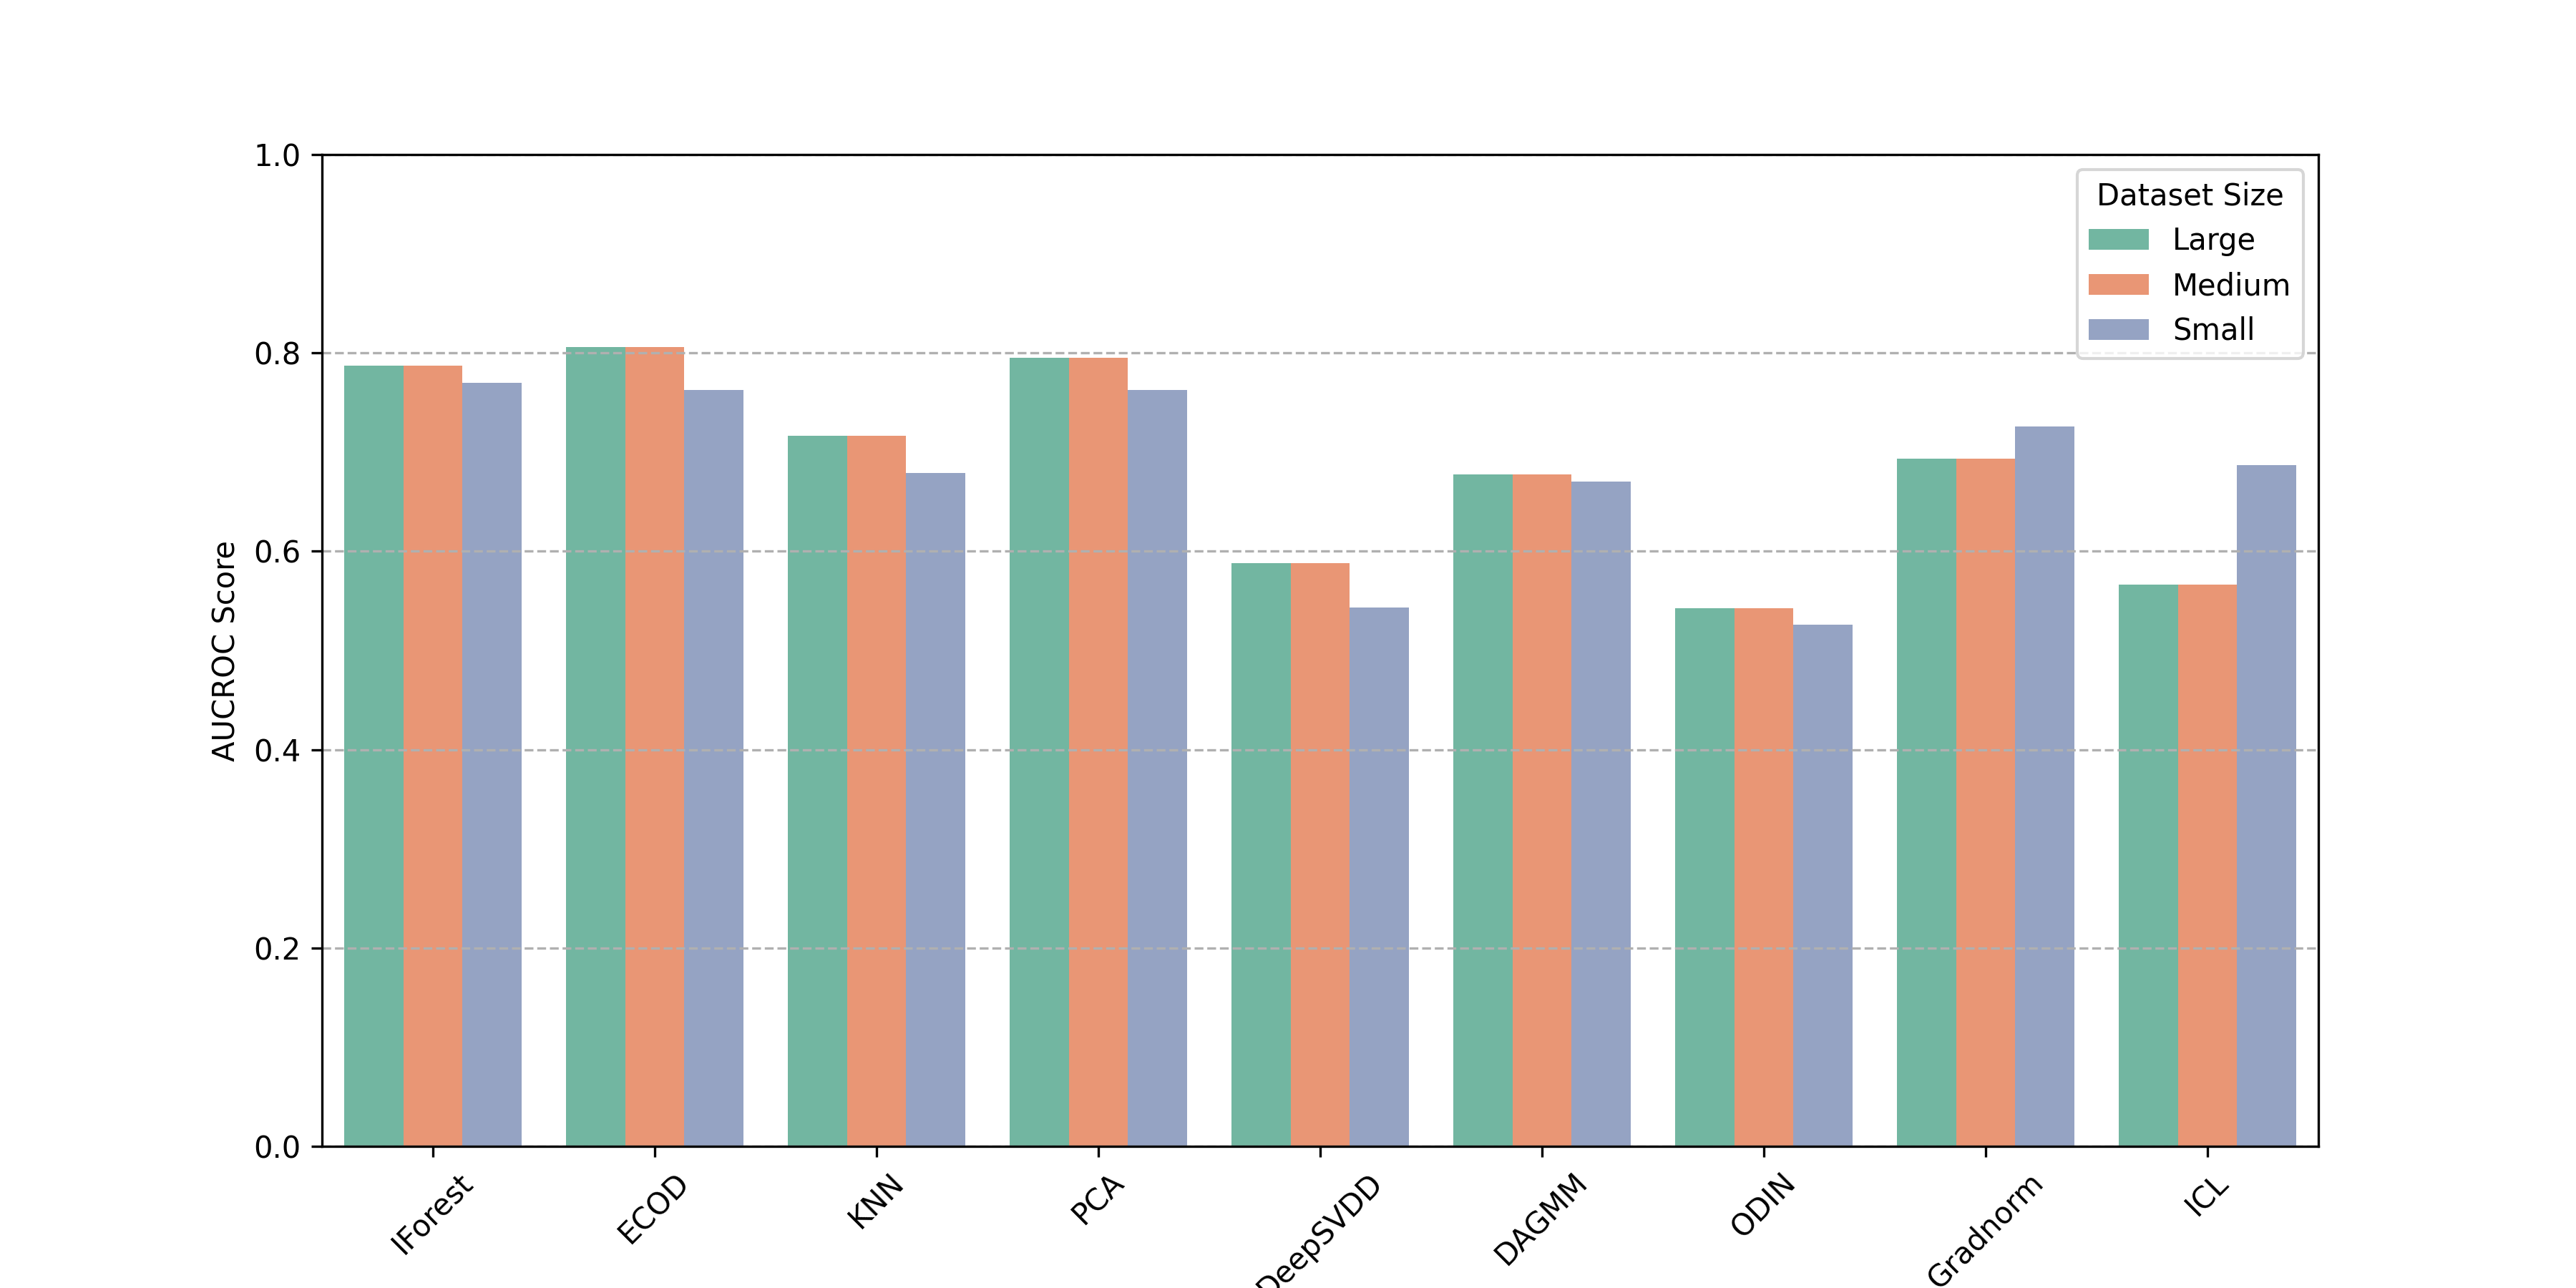 1.0
0.8
0.6
0.4
0.2
0.0
AUCROC Score
Dataset Size
Large
Medium
Small
IForest
ECOD
KNN
PCA
DeepSVDD
DAGMM
ODIN
Gradnorm
ICL